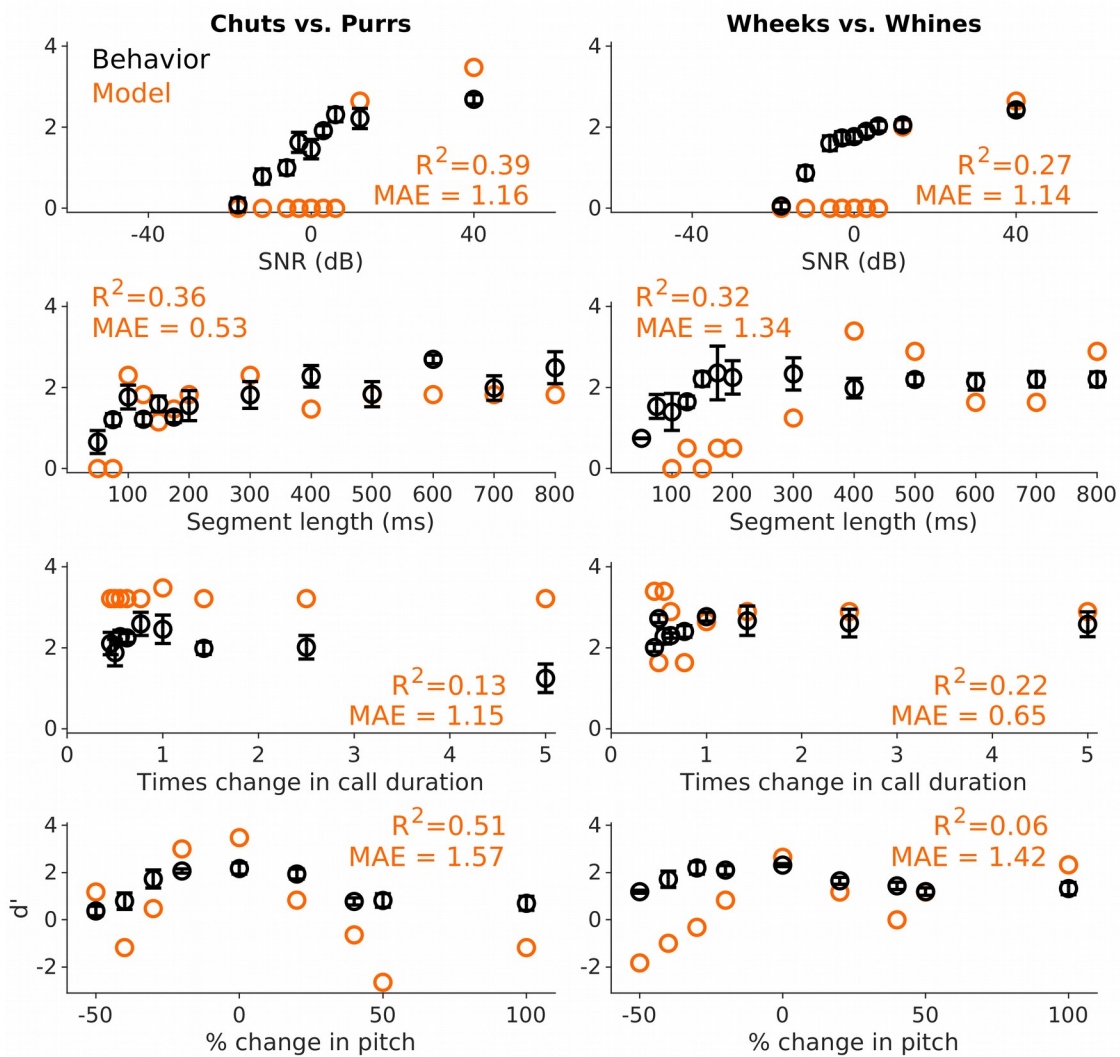 Chuts vs. Purrs
Wheeks vs. Whines
Behavior
Model
4
2
0
R²=0.39
MAE = 1.16
-40 0 40
SNR (dB)
4
2
0
R²=0.27
MAE = 1.14
-40 0 40
SNR (dB)
4
2
0
R²=0.36
MAE = 0.53
100 200 300 400 500 600 700 800
Segment length (ms)
4
2
0
R²=0.32
MAE = 1.34
100 200 300 400 500 600 700 800
Segment length (ms)
4
2
0
R²=0.13
MAE = 1.15
0 1 2 3 4 5
Times change in call duration
4
2
0
R²=0.22
MAE = 0.65
0 1 2 3 4 5
Times change in call duration
d'
4
2
0
-2
R²=0.51
MAE = 1.57
-50 0 50 100
% change in pitch
4
2
0
-2
R²=0.06
MAE = 1.42
-50 0 50 100
% change in pitch